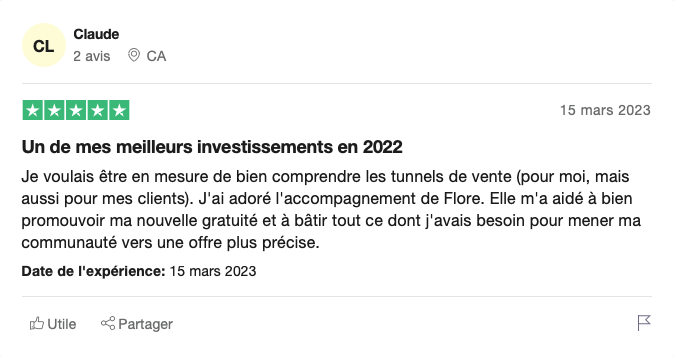 CL
Claude
2 avis CA
15 mars 2023
Un de mes meilleurs investissements en 2022
Je voulais être en mesure de bien comprendre les tunnels de vente (pour moi, mais
aussi pour mes clients). J'ai adoré l'accompagnement de Flore. Elle m'a aidé à bien
promouvoir ma nouvelle gratuité et à bâtir tout ce dont j'avais besoin pour mener ma
communauté vers une offre plus précise.
Date de l'expérience: 15 mars 2023
Utile Partager